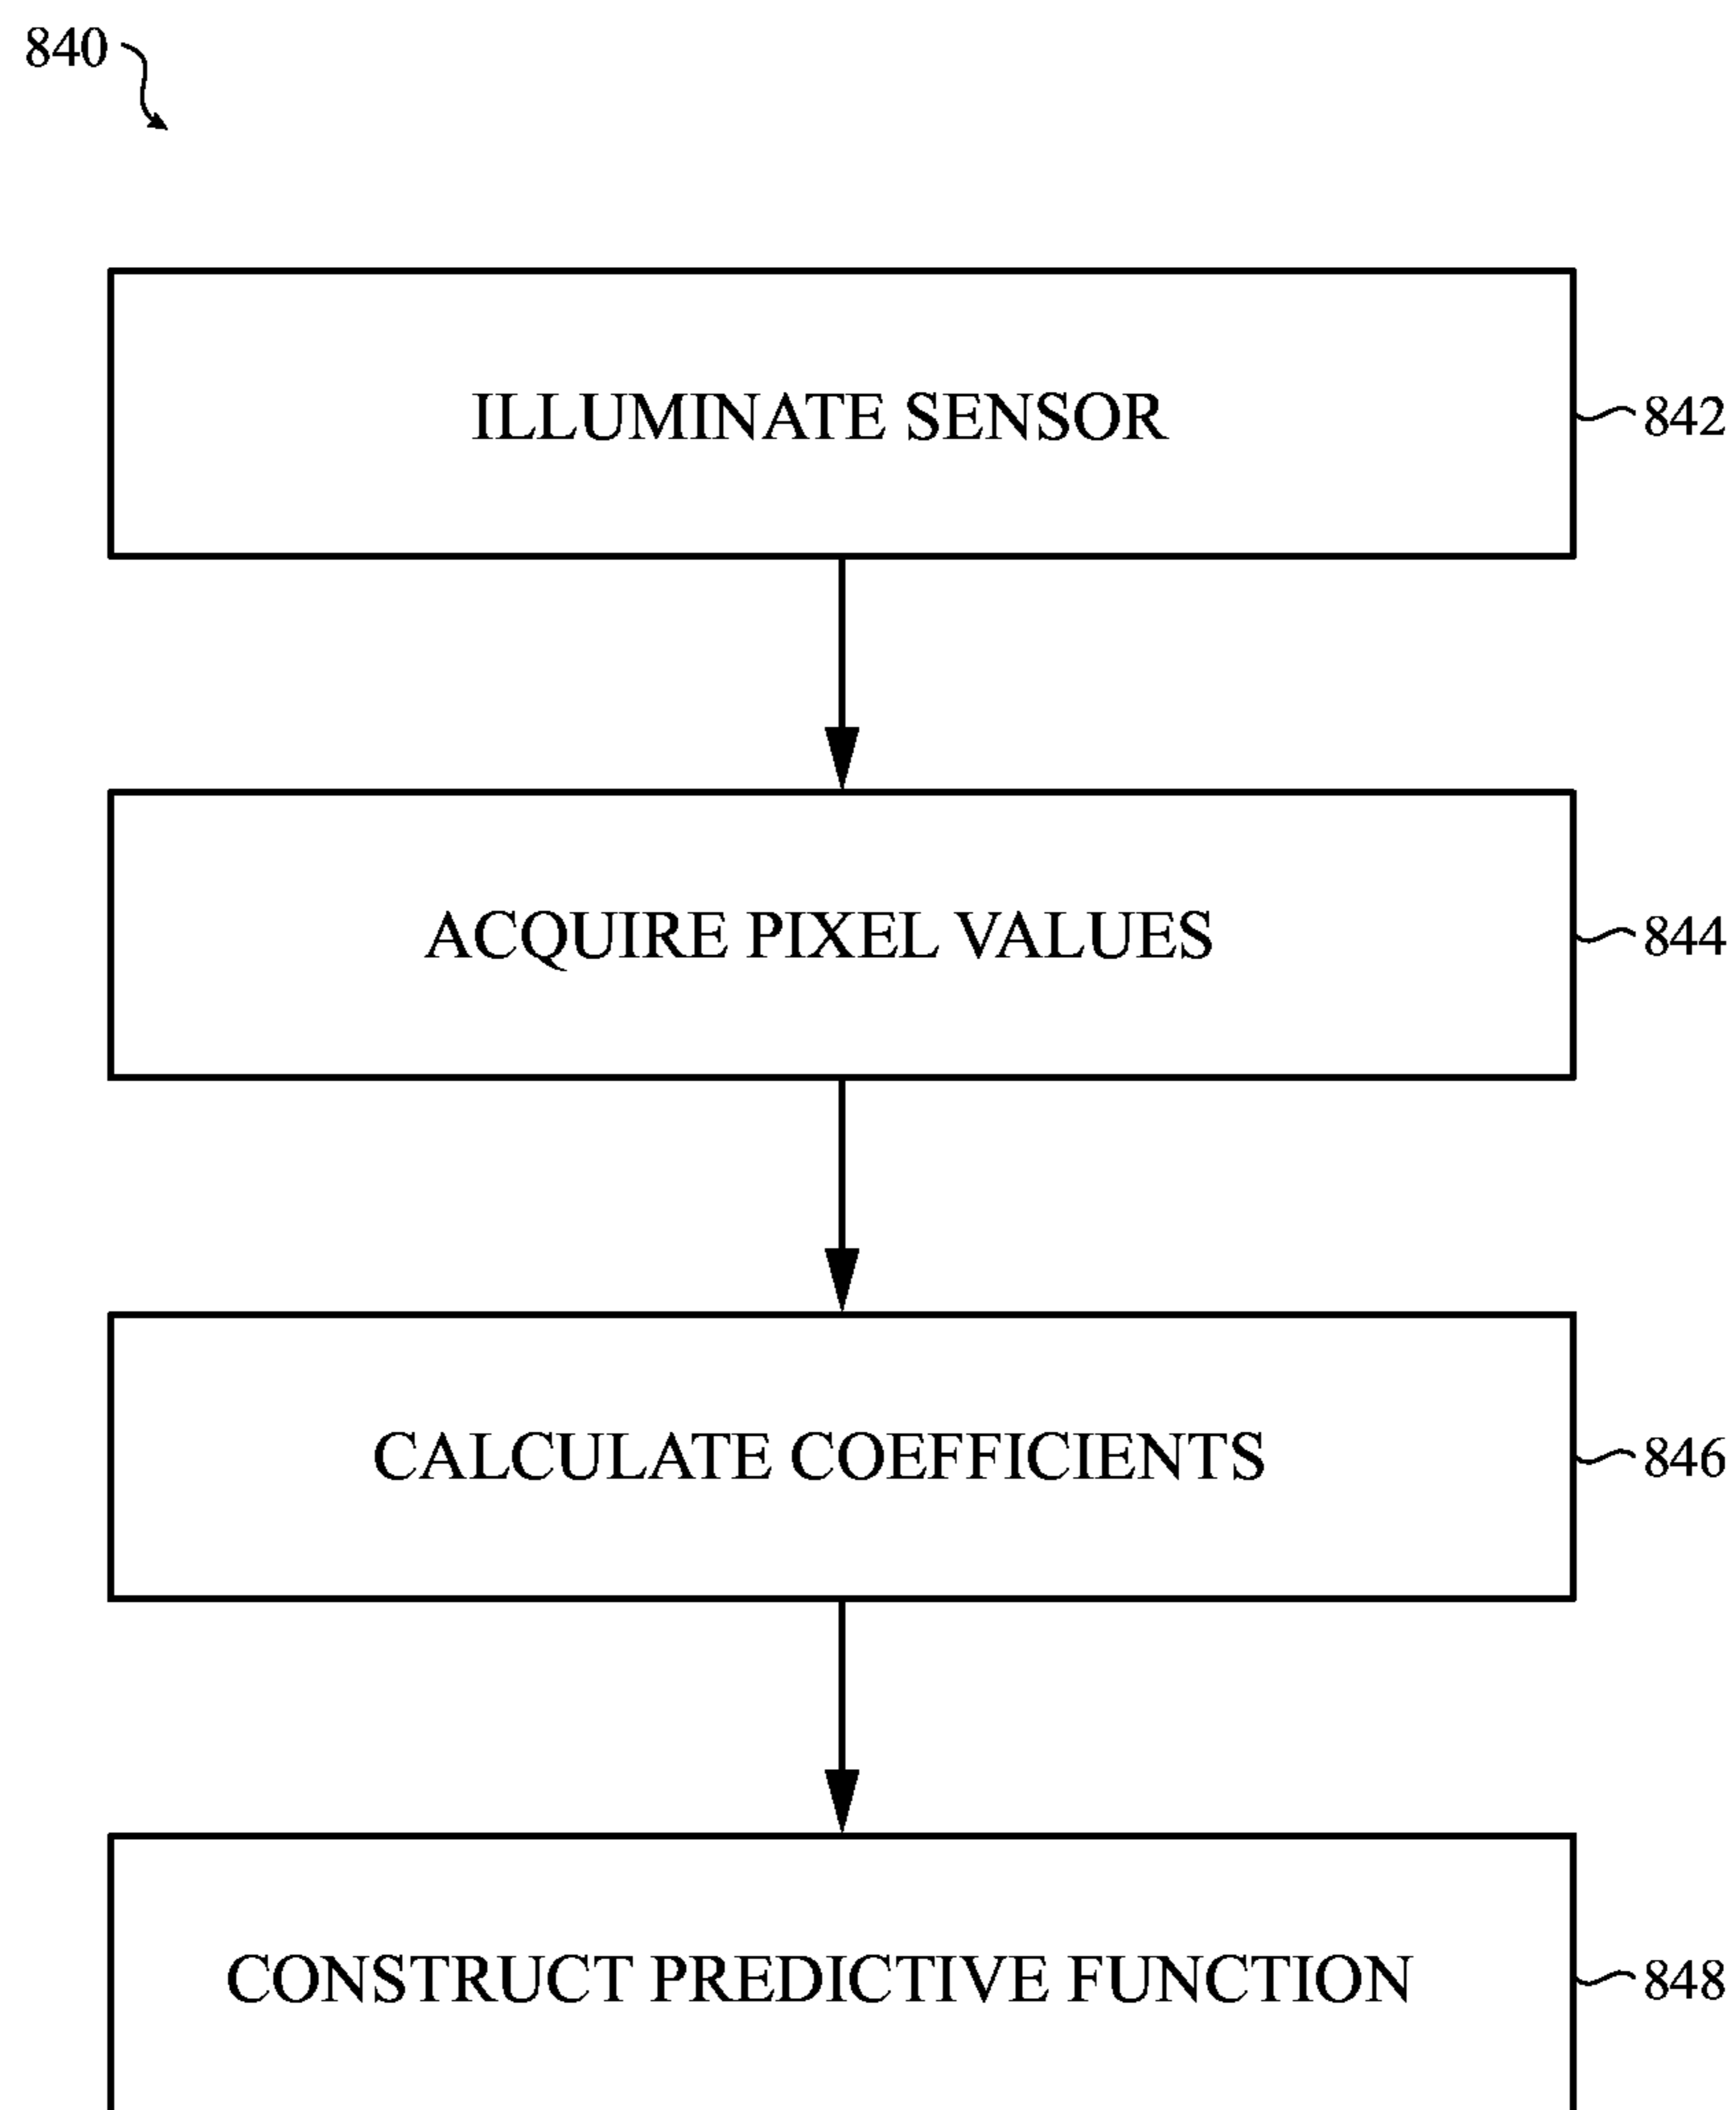 840
ILLUMINATE SENSOR
842
ACQUIRE PIXEL VALUES
844
CALCULATE COEFFICIENTS
846
CONSTRUCT PREDICTIVE FUNCTION
848